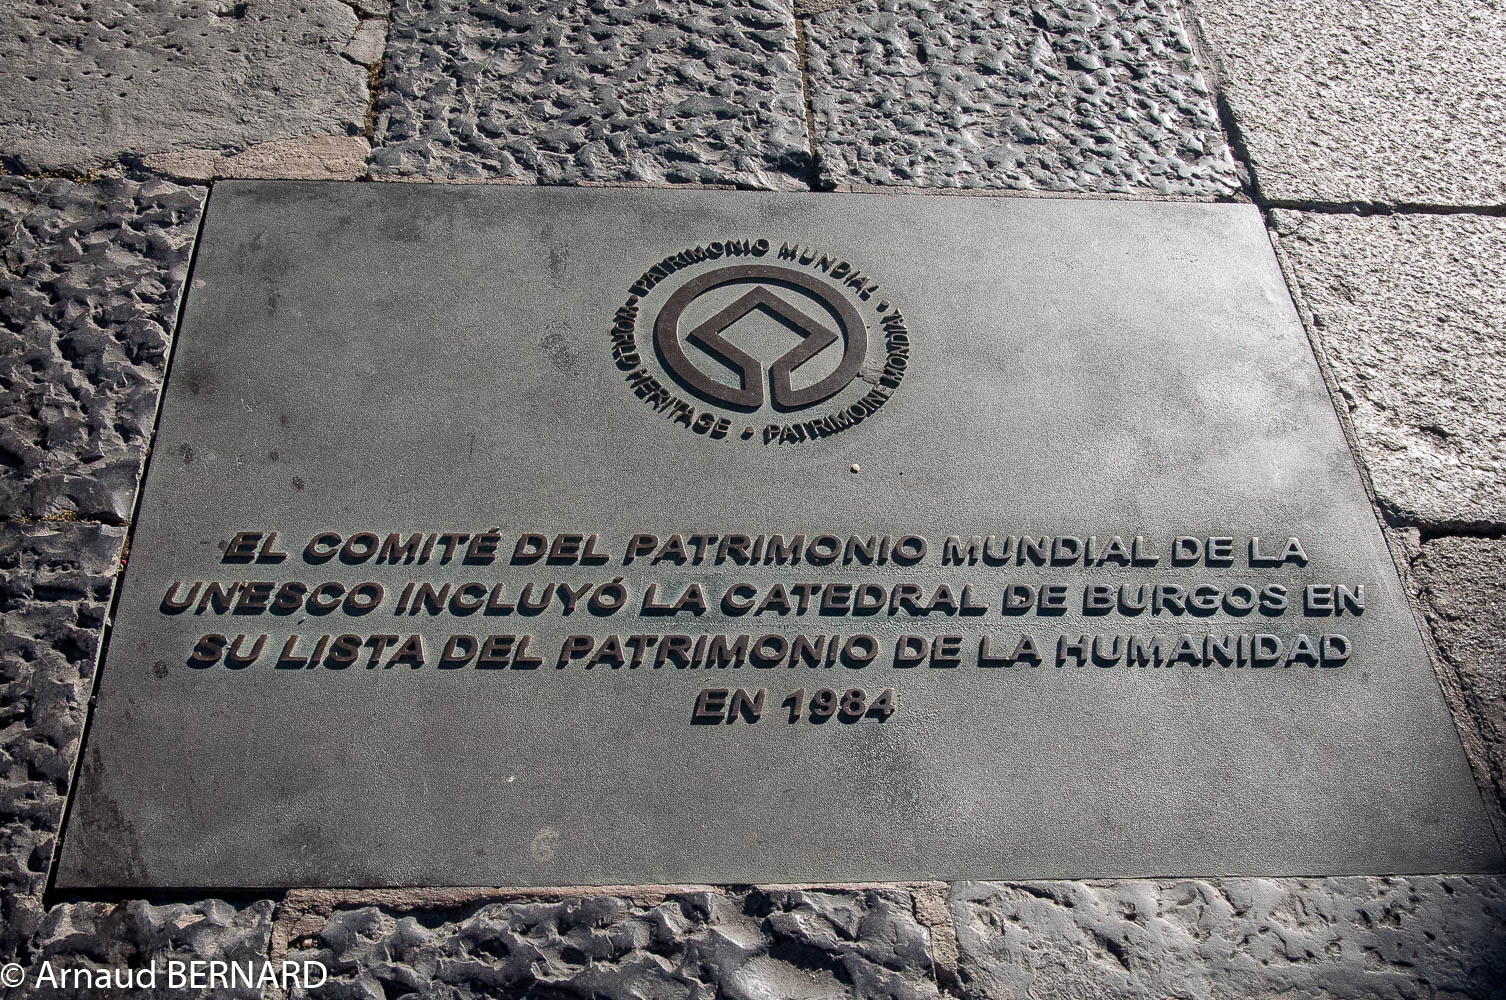 PATRIMONIO MUNDIAL • WORLD HERITAGE • PATRIMOINE MONDIAL •
EL COMITÉ DEL PATRIMONIO MUNDIAL DE LA
UNESCO INCLUYÓ LA CATEDRAL DE BURGOS EN
SU LISTA DEL PATRIMONIO DE LA HUMANIDAD
EN 1984
© Arnaud BERNARD